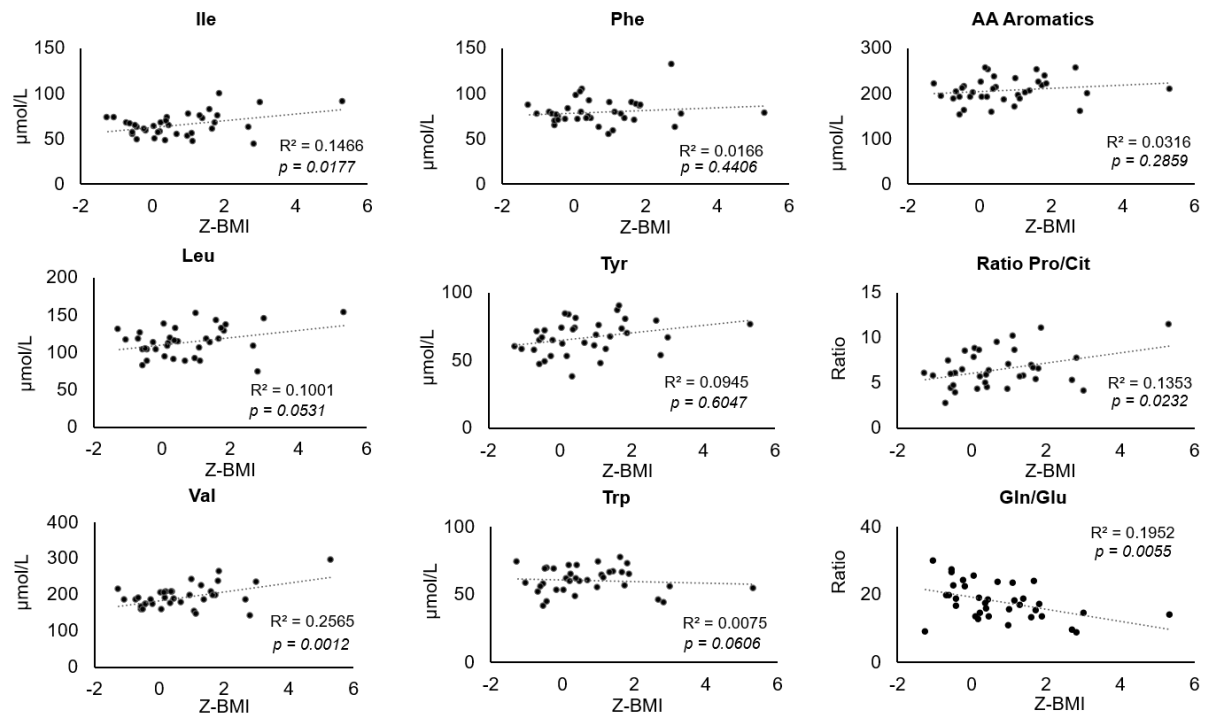 Ile
µmol/L
150
100
50
0
R² = 0.1466
p = 0.0177
-2 0 2 4 6
Z-BMI
Phe
µmol/L
150
100
50
0
R² = 0.0166
p = 0.4406
-2 0 2 4 6
Z-BMI
AA Aromatics
µmol/L
300
200
100
0
R² = 0.0316
p = 0.2859
-2 0 2 4 6
Z-BMI
Leu
µmol/L
200
150
100
50
0
R² = 0.1001
p = 0.0531
-2 0 2 4 6
Z-BMI
Tyr
µmol/L
100
50
0
R² = 0.0945
p = 0.6047
-2 0 2 4 6
Z-BMI
Ratio Pro/Cit
Ratio
15
10
5
0
R² = 0.1353
p = 0.0232
-2 0 2 4 6
Z-BMI
Val
µmol/L
400
300
200
100
0
R² = 0.2565
p = 0.0012
-2 0 2 4 6
Z-BMI
Trp
µmol/L
100
50
0
R² = 0.0075
p = 0.0606
-2 0 2 4 6
Z-BMI
Gln/Glu
Ratio
40
20
0
R² = 0.1952
p = 0.0055
-2 0 2 4 6
Z-BMI